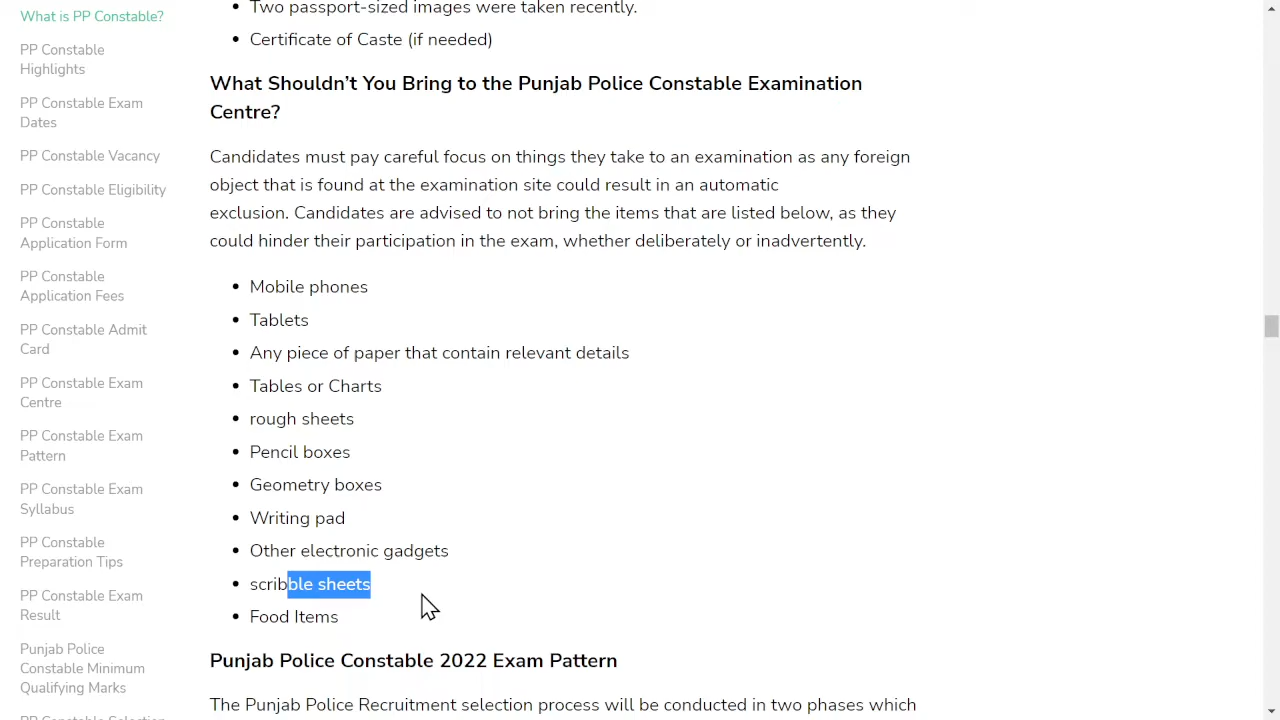 What is PP Constable?
PP Constable
Highlights
PP Constable Exam
Dates
PP Constable Vacancy
PP Constable Eligibility
PP Constable
Application Form
PP Constable
Application Fees
PP Constable Admit
Card
PP Constable Exam
Centre
PP Constable Exam
Pattern
PP Constable Exam
Syllabus
PP Constable
Preparation Tips
PP Constable Exam
Result
Punjab Police
Constable Minimum
Qualifying Marks
PP Constable Selection
Two passport-sized images were taken recently.
Certificate of Caste (if needed)
What Shouldn’t You Bring to the Punjab Police Constable Examination
Centre?
Candidates must pay careful focus on things they take to an examination as any foreign
object that is found at the examination site could result in an automatic
exclusion. Candidates are advised to not bring the items that are listed below, as they
could hinder their participation in the exam, whether deliberately or inadvertently.
Mobile phones
Tablets
Any piece of paper that contain relevant details
Tables or Charts
rough sheets
Pencil boxes
Geometry boxes
Writing pad
Other electronic gadgets
scribble sheets
Food Items
Punjab Police Constable 2022 Exam Pattern
The Punjab Police Recruitment selection process will be conducted in two phases which